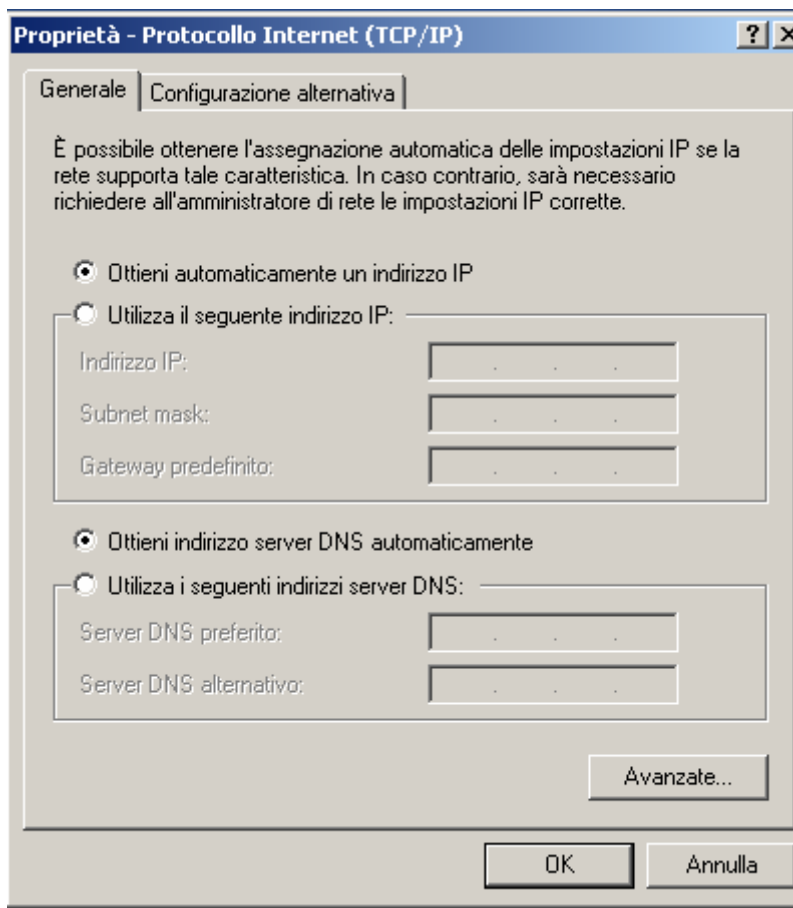 Proprietà - Protocollo Internet (TCP/IP)
Generale
Configurazione alternativa
È possibile ottenere l'assegnazione automatica delle impostazioni IP se la
rete supporta tale caratteristica. In caso contrario, sarà necessario
richiedere all'amministratore di rete le impostazioni IP corrette.
Ottieni automaticamente un indirizzo IP
Utilizza il seguente indirizzo IP:
Indirizzo IP:
Subnet mask:
Gateway predefinito:
Ottieni indirizzo server DNS automaticamente
Utilizza i seguenti indirizzi server DNS:
Server DNS preferito:
Server DNS alternativo:
Avanzate...
OK
Annulla